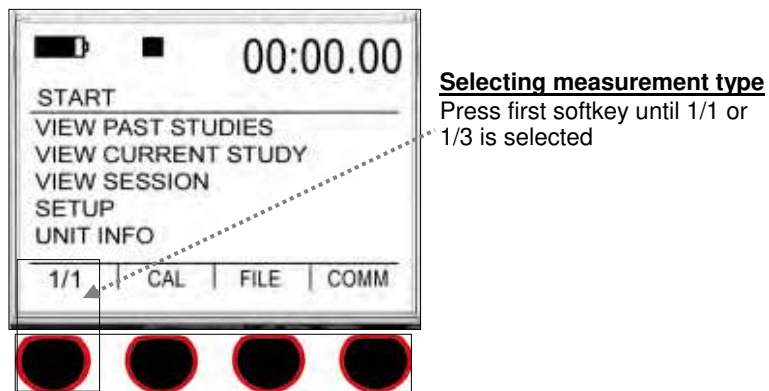 00:00.00
START
VIEW PAST STUDIES
VIEW CURRENT STUDY
VIEW SESSION
SETUP
UNIT INFO
1/1 | CAL | FILE | COMM
Selecting measurement type
Press first softkey until 1/1 or
1/3 is selected